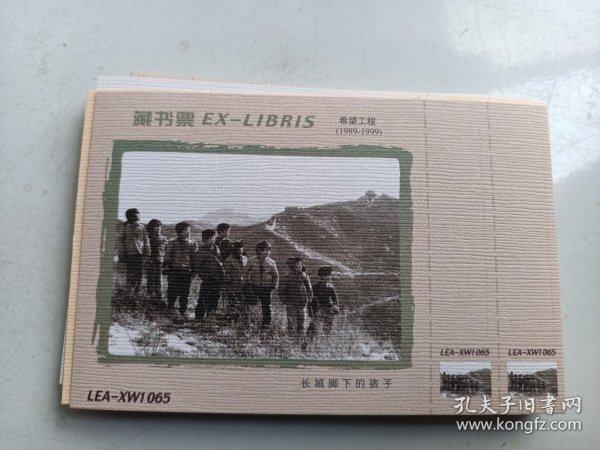 藏书票 EX-LIBRIS
希望工程
(1989-1999)
长城脚下的孩子
LEA-XW1065
LEA-XW1065
LEA-XW1065
孔夫子旧书网
www.kongfz.com